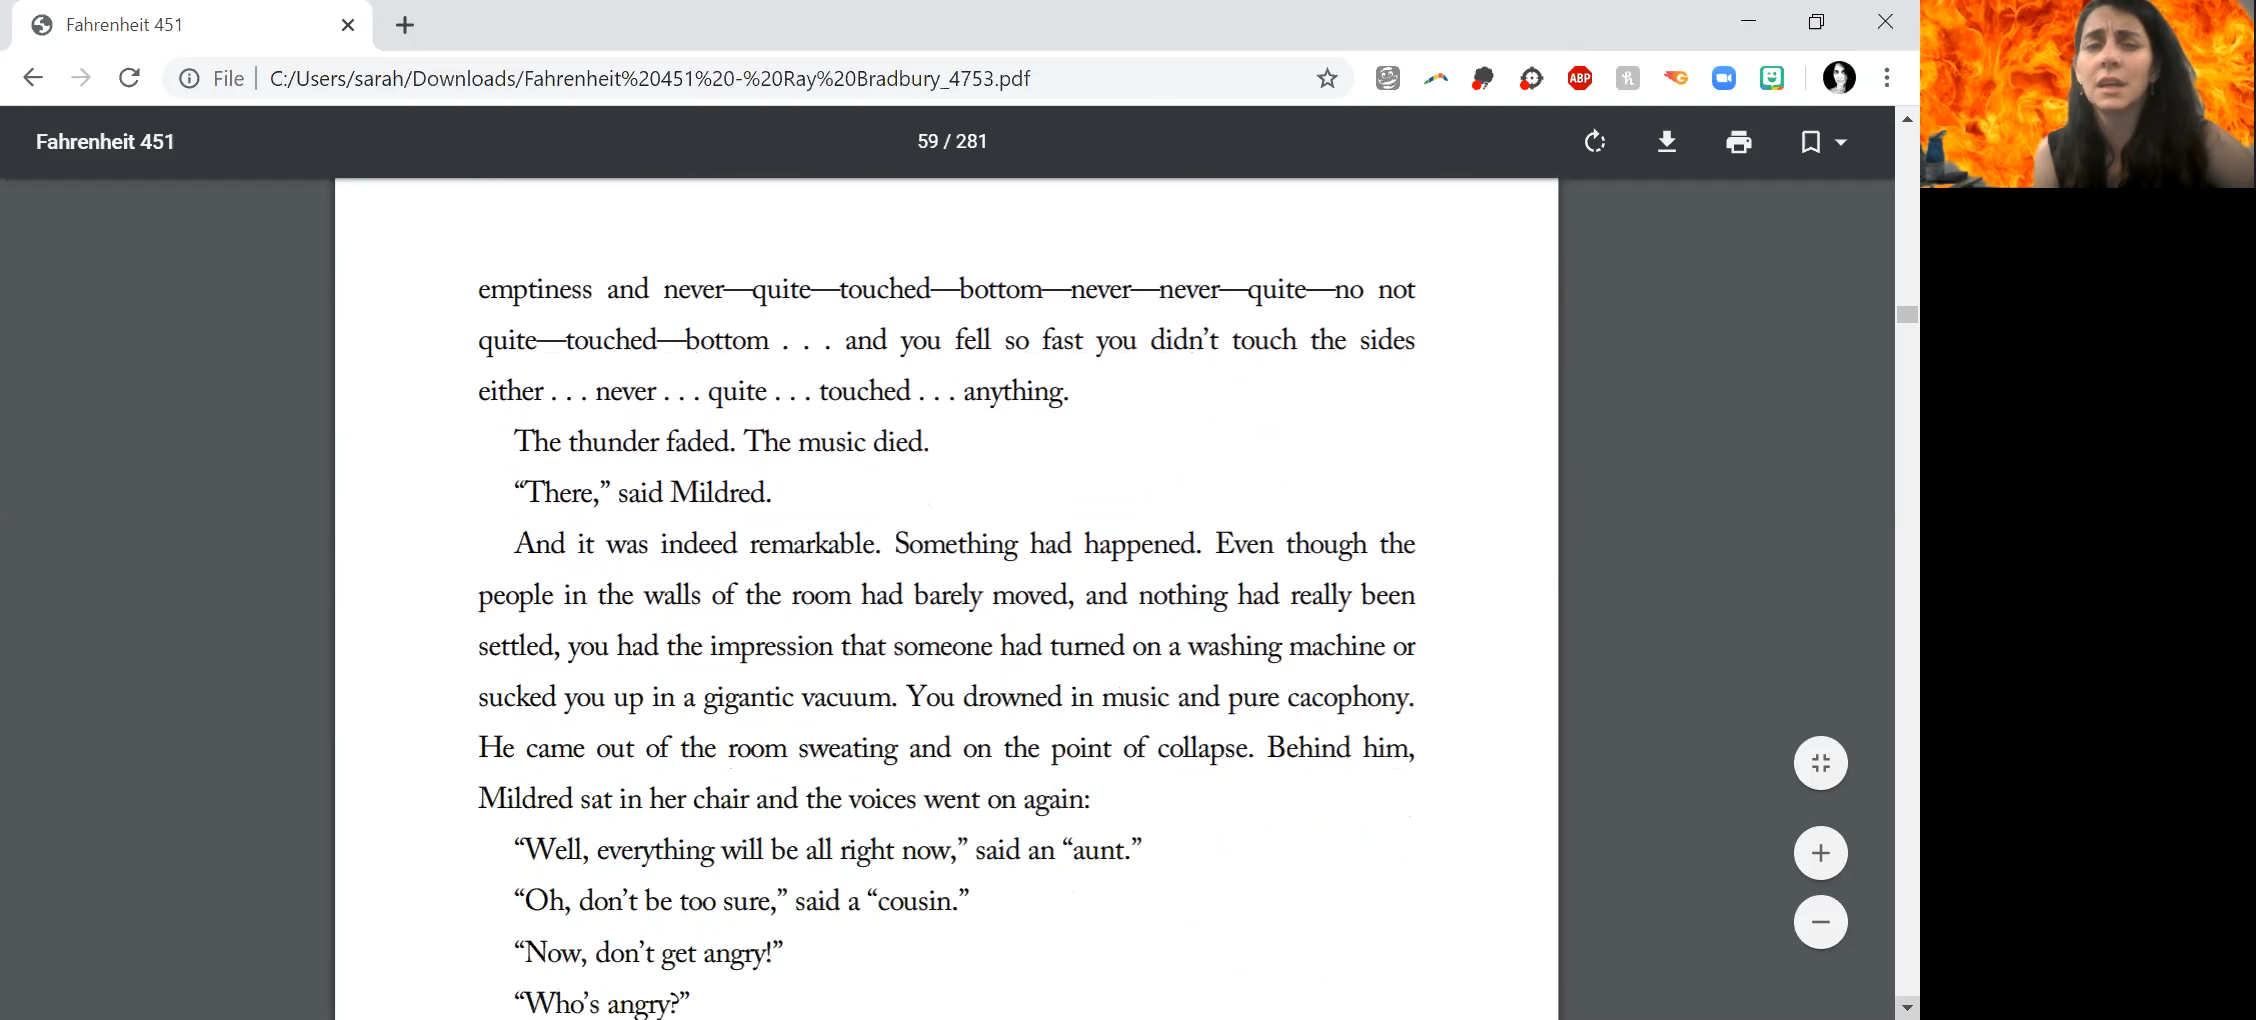 Fahrenheit 451
File C:/Users/sarah/Downloads/Fahrenheit%20451%20-%20Ray%20Bradbury_4753.pdf
ABP
Fahrenheit 451
59 / 281
emptiness and never—quite—touched—bottom—never—never—quite—no not
quite—touched—bottom . . . and you fell so fast you didn’t touch the sides
either . . . never . . . quite . . . touched . . . anything.
The thunder faded. The music died.
“There,” said Mildred.
And it was indeed remarkable. Something had happened. Even though the
people in the walls of the room had barely moved, and nothing had really been
settled, you had the impression that someone had turned on a washing machine or
sucked you up in a gigantic vacuum. You drowned in music and pure cacophony.
He came out of the room sweating and on the point of collapse. Behind him,
Mildred sat in her chair and the voices went on again:
“Well, everything will be all right now,” said an “aunt.”
“Oh, don’t be too sure,” said a “cousin.”
“Now, don’t get angry!”
“Who’s angry?”